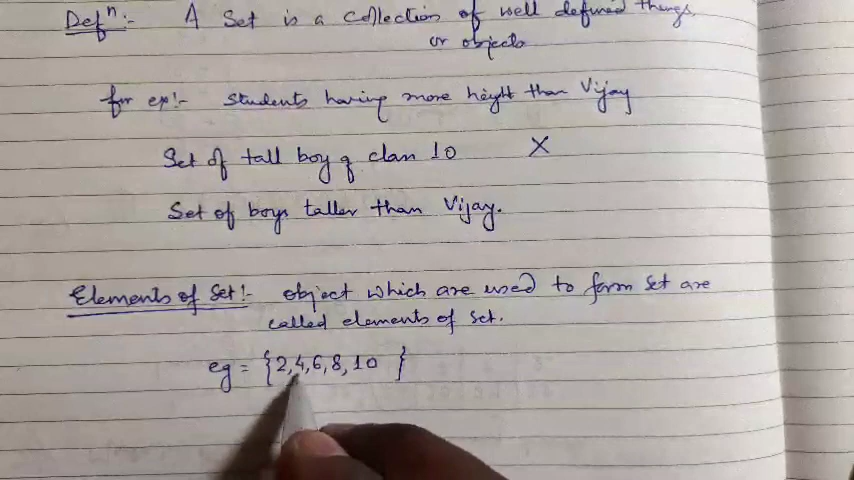 Defⁿ:- A Set is a collection of well defined things
or objects
for ex:- Students having more height than Vijay
Set of tall boy of class 10 X
Set of boys taller than Vijay.
Elements of Set:- object which are used to form set are
called elements of set.
eg = {2,4,6,8,10 }